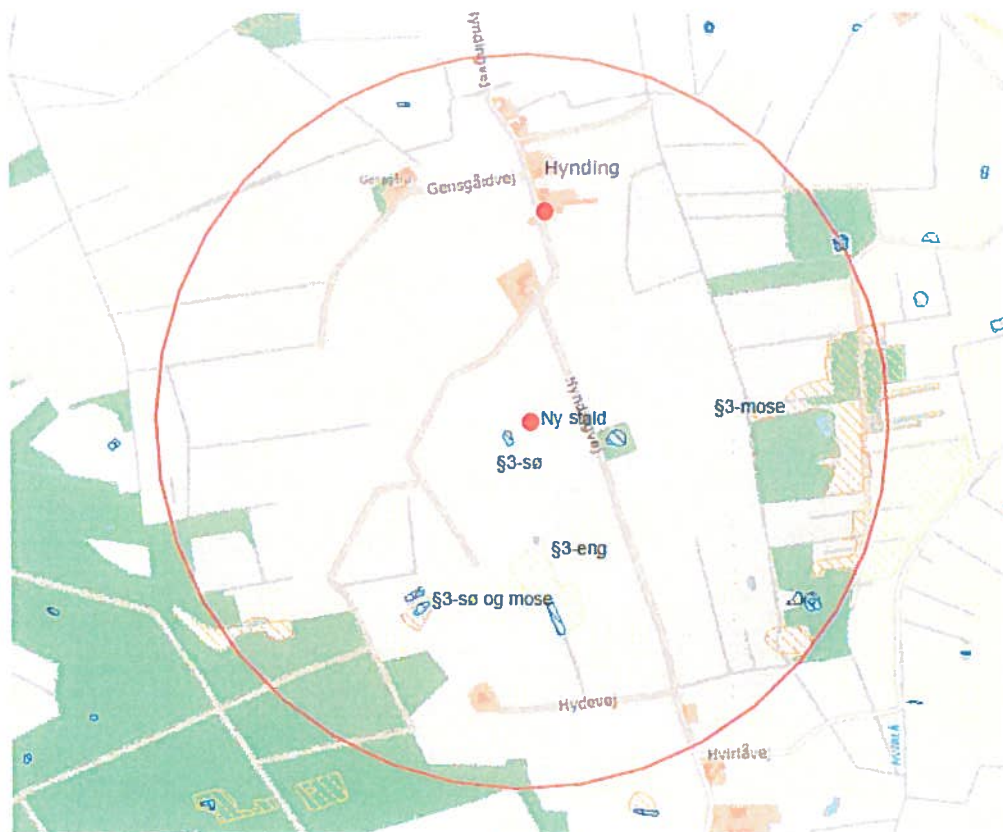 Hyndingvej
Hynding
Gensgårdvej
Hyndingvej
§3-mose
Ny stald
§3-sø
§3-eng
§3-sø og mose
Hydevej
Hvirlåvej